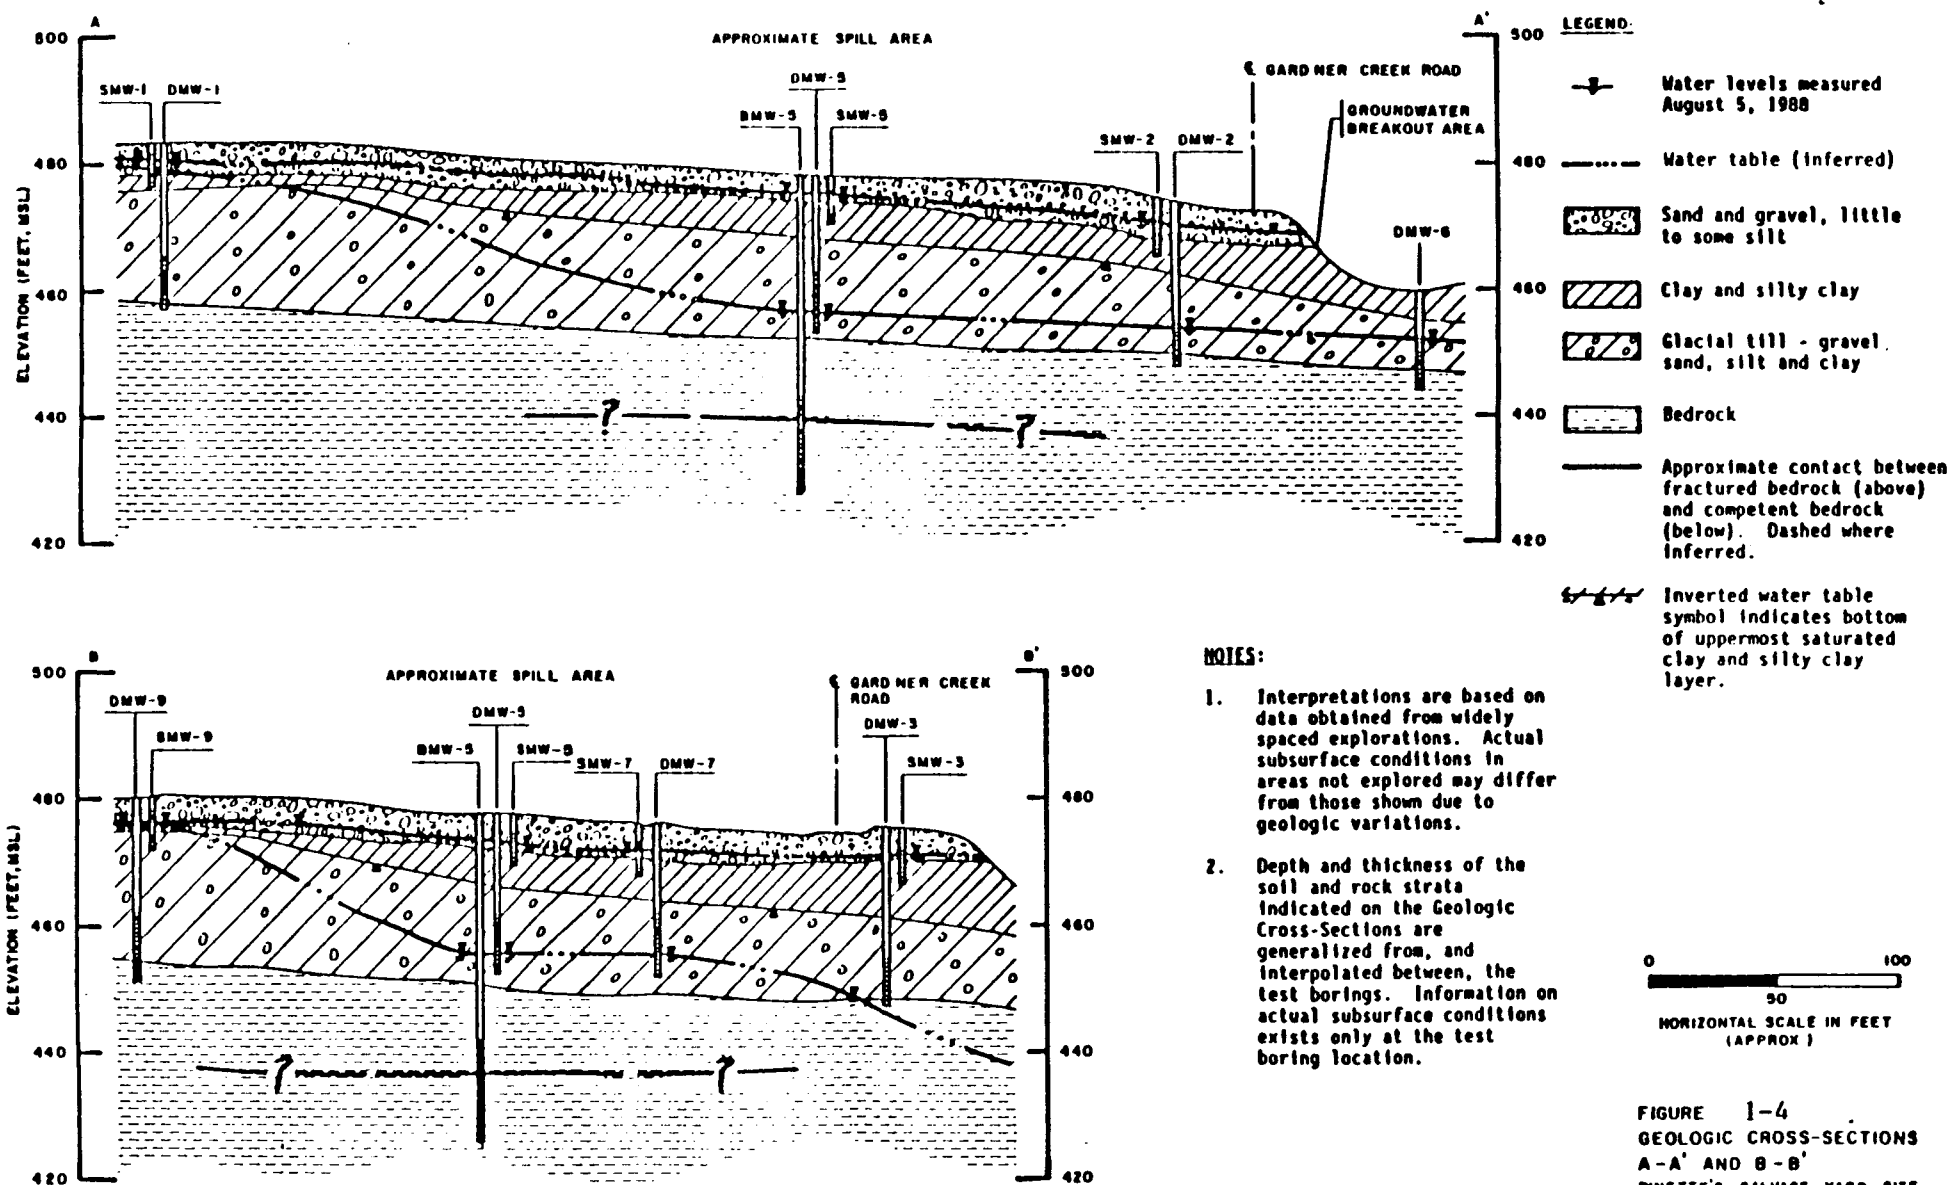 A
A'
LEGEND:
APPROXIMATE SPILL AREA
500
500
SMW-1
DMW-1
DMW-5
BMW-5
SMW-5
SMW-2
DMW-2
℄ GARDINER CREEK ROAD
GROUNDWATER
BREAKOUT AREA
DMW-6
480
480
460
460
440
440
420
420
ELEVATION (FEET, MSL)
?
?
Water levels measured
August 5, 1988
Water table (inferred)
Sand and gravel, little
to some silt
Clay and silty clay
Glacial till - gravel
sand, silt and clay
Bedrock
Approximate contact between
fractured bedrock (above)
and competent bedrock
(below). Dashed where
inferred.
Inverted water table
symbol indicates bottom
of uppermost saturated
clay and silty clay
layer.
B
B'
APPROXIMATE SPILL AREA
500
500
DMW-9
SMW-9
DMW-5
BMW-5
SMW-5
SMW-7
DMW-7
℄ GARDINER CREEK
ROAD
DMW-3
SMW-3
480
480
460
460
440
440
420
420
ELEVATION (FEET, MSL)
?
?
NOTES:
1. Interpretations are based on
data obtained from widely
spaced explorations. Actual
subsurface conditions in
areas not explored may differ
from those shown due to
geologic variations.
2. Depth and thickness of the
soil and rock strata
indicated on the Geologic
Cross-Sections are
generalized from, and
interpolated between, the
test borings. Information on
actual subsurface conditions
exists only at the test
boring location.
0
100
50
HORIZONTAL SCALE IN FEET
(APPROX)
FIGURE 1-4
GEOLOGIC CROSS-SECTIONS
A-A' AND B-B'